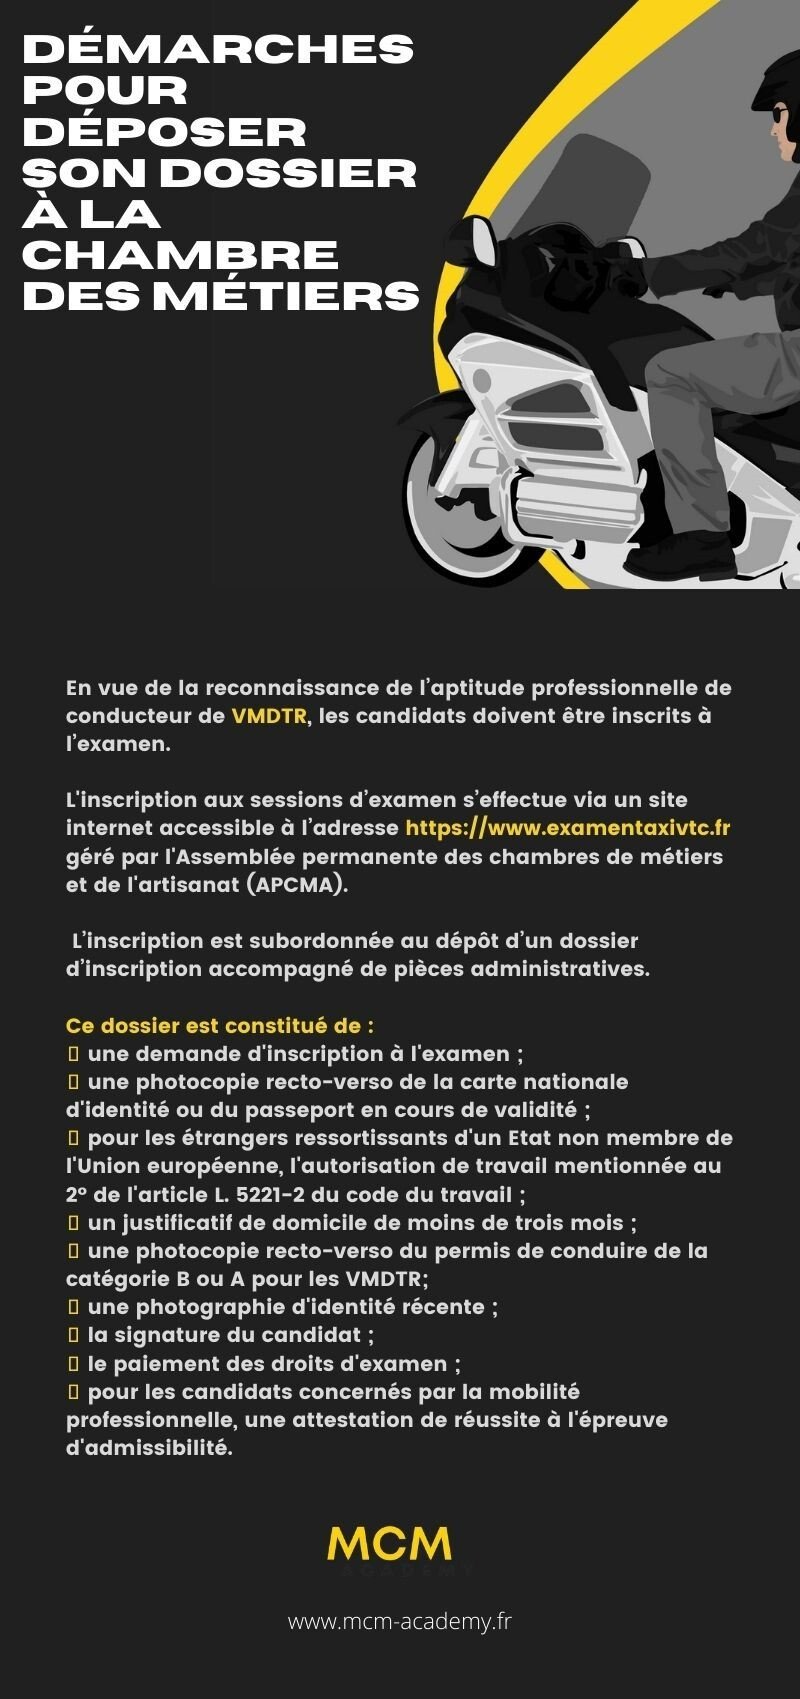 DÉMARCHES
POUR
DÉPOSER
SON DOSSIER
À LA
CHAMBRE
DES MÉTIERS
En vue de la reconnaissance de l’aptitude professionnelle de
conducteur de VMDTR, les candidats doivent être inscrits à
l’examen.
L'inscription aux sessions d’examen s’effectue via un site
internet accessible à l’adresse https://www.examentaxivtc.fr
géré par l'Assemblée permanente des chambres de métiers
et de l'artisanat (APCMA).
L’inscription est subordonnée au dépôt d’un dossier
d’inscription accompagné de pièces administratives.
Ce dossier est constitué de :
▯ une demande d'inscription à l'examen ;
▯ une photocopie recto-verso de la carte nationale
d'identité ou du passeport en cours de validité ;
▯ pour les étrangers ressortissants d'un Etat non membre de
l'Union européenne, l'autorisation de travail mentionnée au
2° de l'article L. 5221-2 du code du travail ;
▯ un justificatif de domicile de moins de trois mois ;
▯ une photocopie recto-verso du permis de conduire de la
catégorie B ou A pour les VMDTR;
▯ une photographie d'identité récente ;
▯ la signature du candidat ;
▯ le paiement des droits d'examen ;
▯ pour les candidats concernés par la mobilité
professionnelle, une attestation de réussite à l'épreuve
d'admissibilité.
MCM
ACADEMY
www.mcm-academy.fr